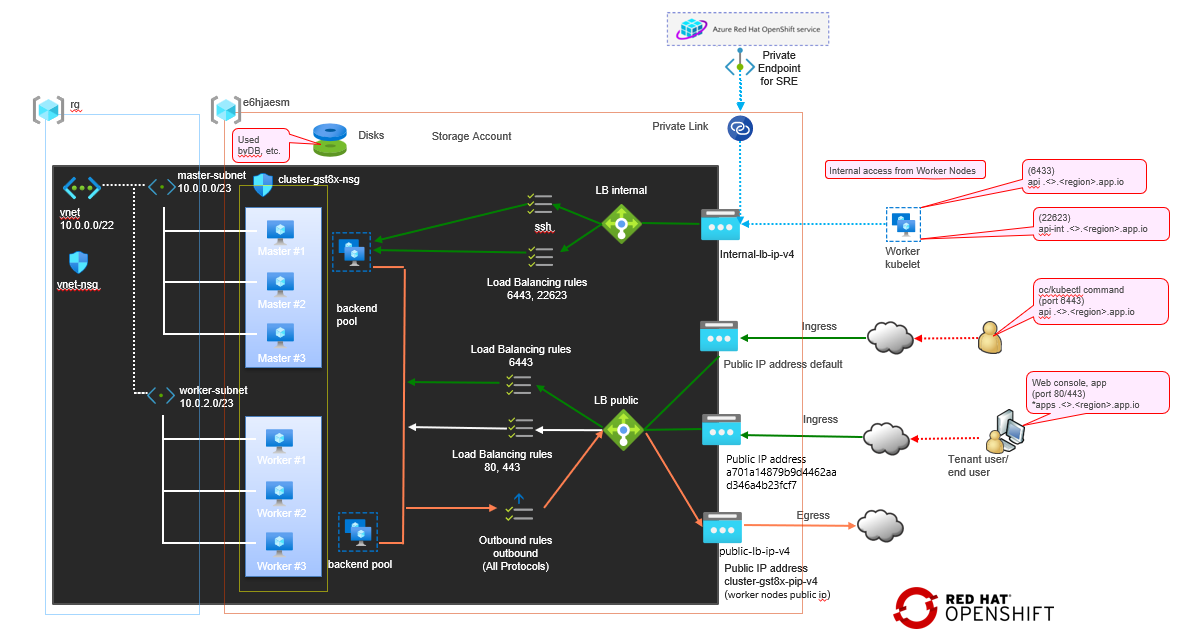 Azure Red Hat OpenShift service
Private
Endpoint
for SRE
rg
e6hjaesm
Used
bvDB, etc.
Disks
Storage Account
Private Link
master-subnet
10.0.0.0/23
cluster-gst8x-nsg
vnet
10.0.0.0/22
vnet-nsg
Master #1
Master #2
Master #3
backend
pool
ssh
LB internal
Load Balancing rules
6443, 22623
Internal-lb-ip-v4
Internal access from Worker Nodes
(6433)
api .<>.<region>.app.io
(22623)
api-int .<>.<region>.app.io
Worker
kubelet
oc/kubectl command
(port 6443)
api .<>.<region>.app.io
Ingress
Public IP address default
Load Balancing rules
6443
worker-subnet
10.0.2.0/23
LB public
Web console, app
(port 80/443)
*apps .<>.<region>.app.io
Ingress
Tenant user/
end user
Worker #1
Worker #2
Worker #3
Load Balancing rules
80, 443
Public IP address
a701a14879b9d4462aa
d346a4b23fcf7
Egress
Outbound rules
outbound
(All Protocols)
backend pool
public-lb-ip-v4
Public IP address
cluster-gst8x-pip-v4
(worker nodes public ip)
RED HAT®
OPENSHIFT